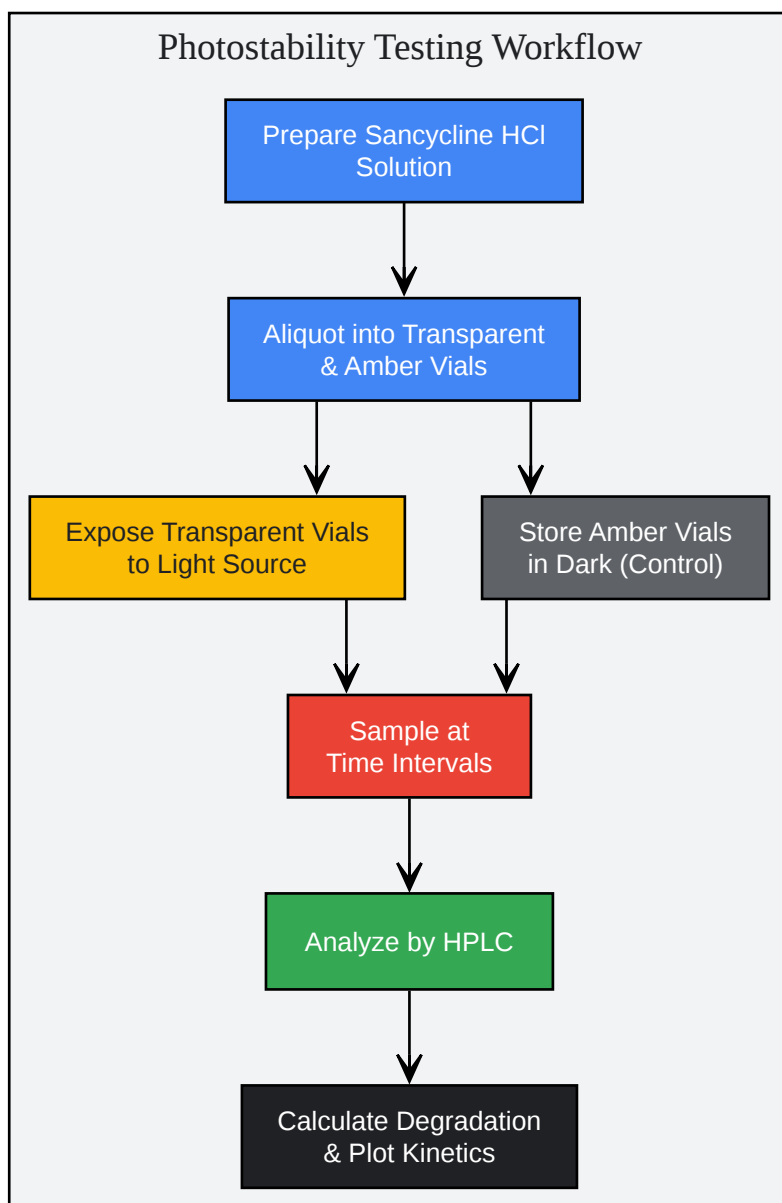 Photostability Testing Workflow
Prepare Sancycline HCl
Solution
Aliquot into Transparent
& Amber Vials
Expose Transparent Vials
to Light Source
Store Amber Vials
in Dark (Control)
Sample at
Time Intervals
Analyze by HPLC
Calculate Degradation
& Plot Kinetics